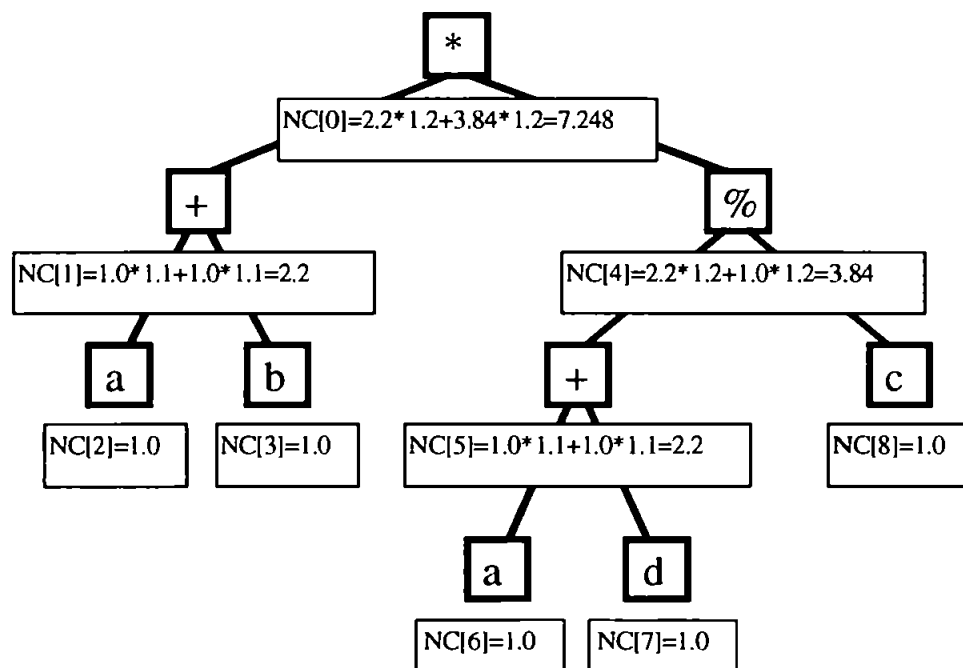 *
NC[0]=2.2*1.2+3.84*1.2=7.248
+
%
NC[1]=1.0*1.1+1.0*1.1=2.2
NC[4]=2.2*1.2+1.0*1.2=3.84
a
b
+
c
NC[2]=1.0
NC[3]=1.0
NC[5]=1.0*1.1+1.0*1.1=2.2
NC[8]=1.0
a
d
NC[6]=1.0
NC[7]=1.0